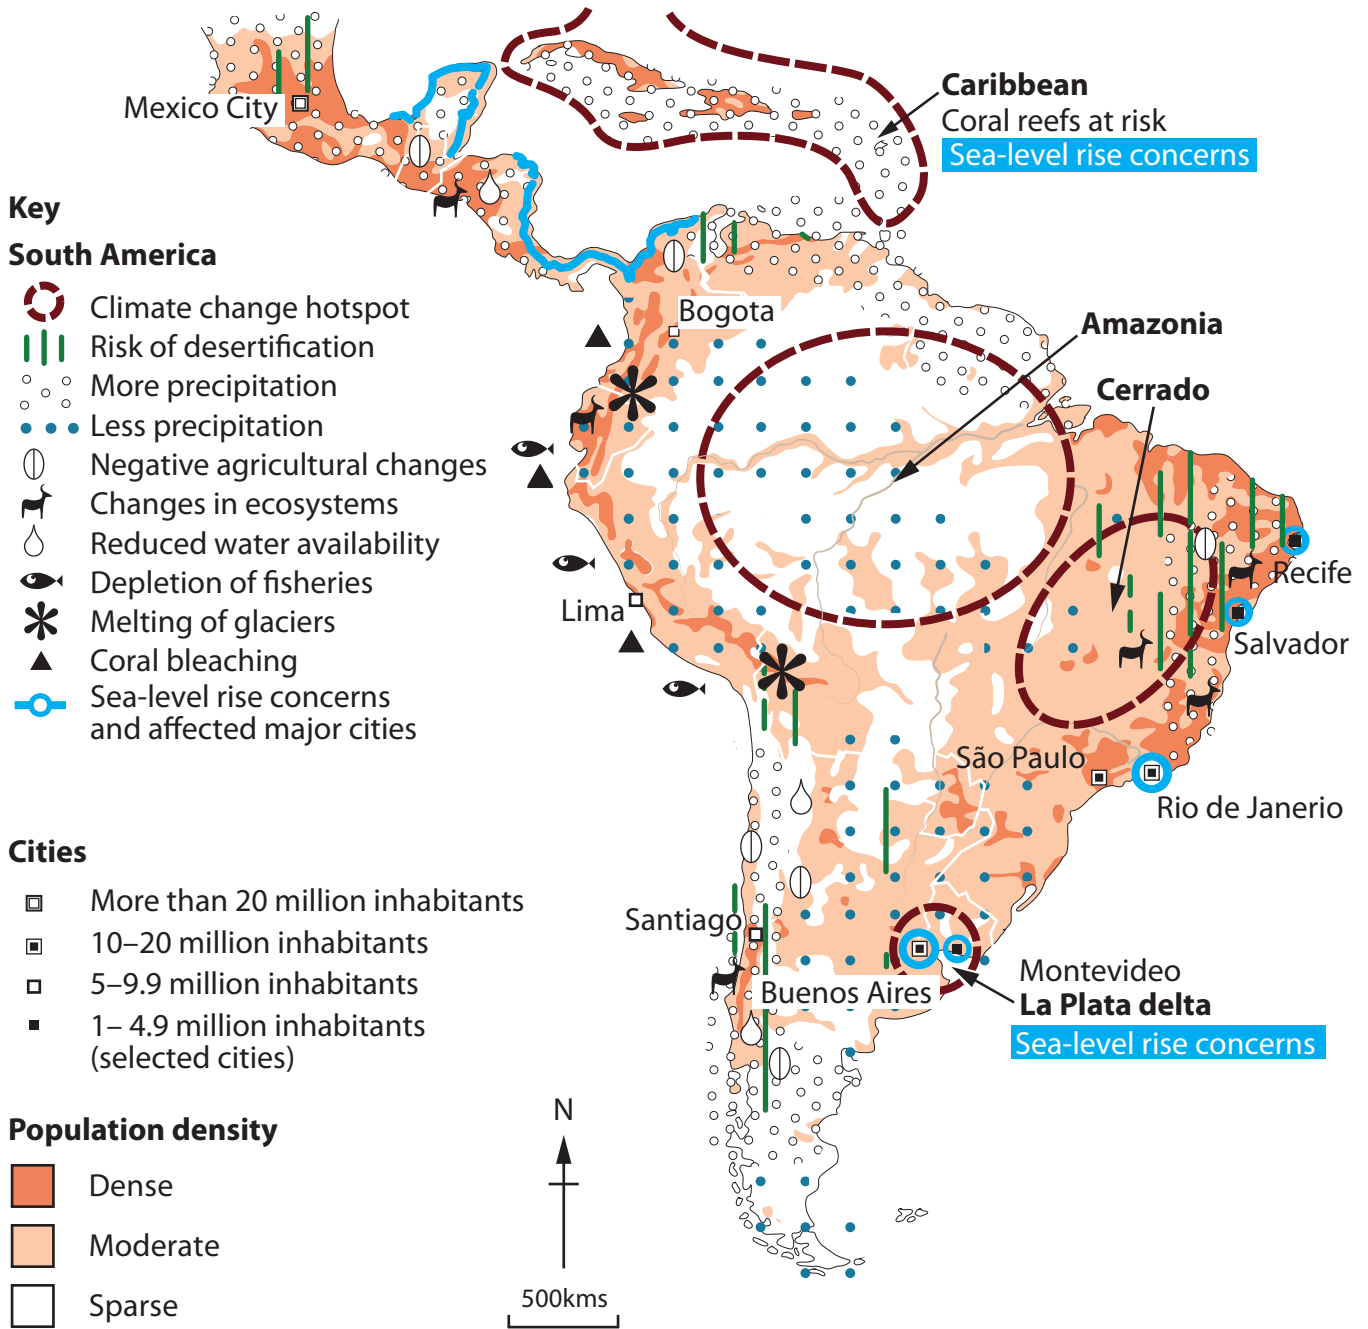 Mexico City
Caribbean
Coral reefs at risk
Sea-level rise concerns
Key
South America
Climate change hotspot
Risk of desertification
More precipitation
Less precipitation
Negative agricultural changes
Changes in ecosystems
Reduced water availability
Depletion of fisheries
Melting of glaciers
Coral bleaching
Sea-level rise concerns
and affected major cities
Bogota
Amazonia
Cerrado
Recife
Lima
Salvador
São Paulo
Rio de Janerio
Santiago
Buenos Aires
Montevideo
La Plata delta
Sea-level rise concerns
Cities
More than 20 million inhabitants
10–20 million inhabitants
5–9.9 million inhabitants
1– 4.9 million inhabitants
(selected cities)
Population density
Dense
Moderate
Sparse
N
500kms